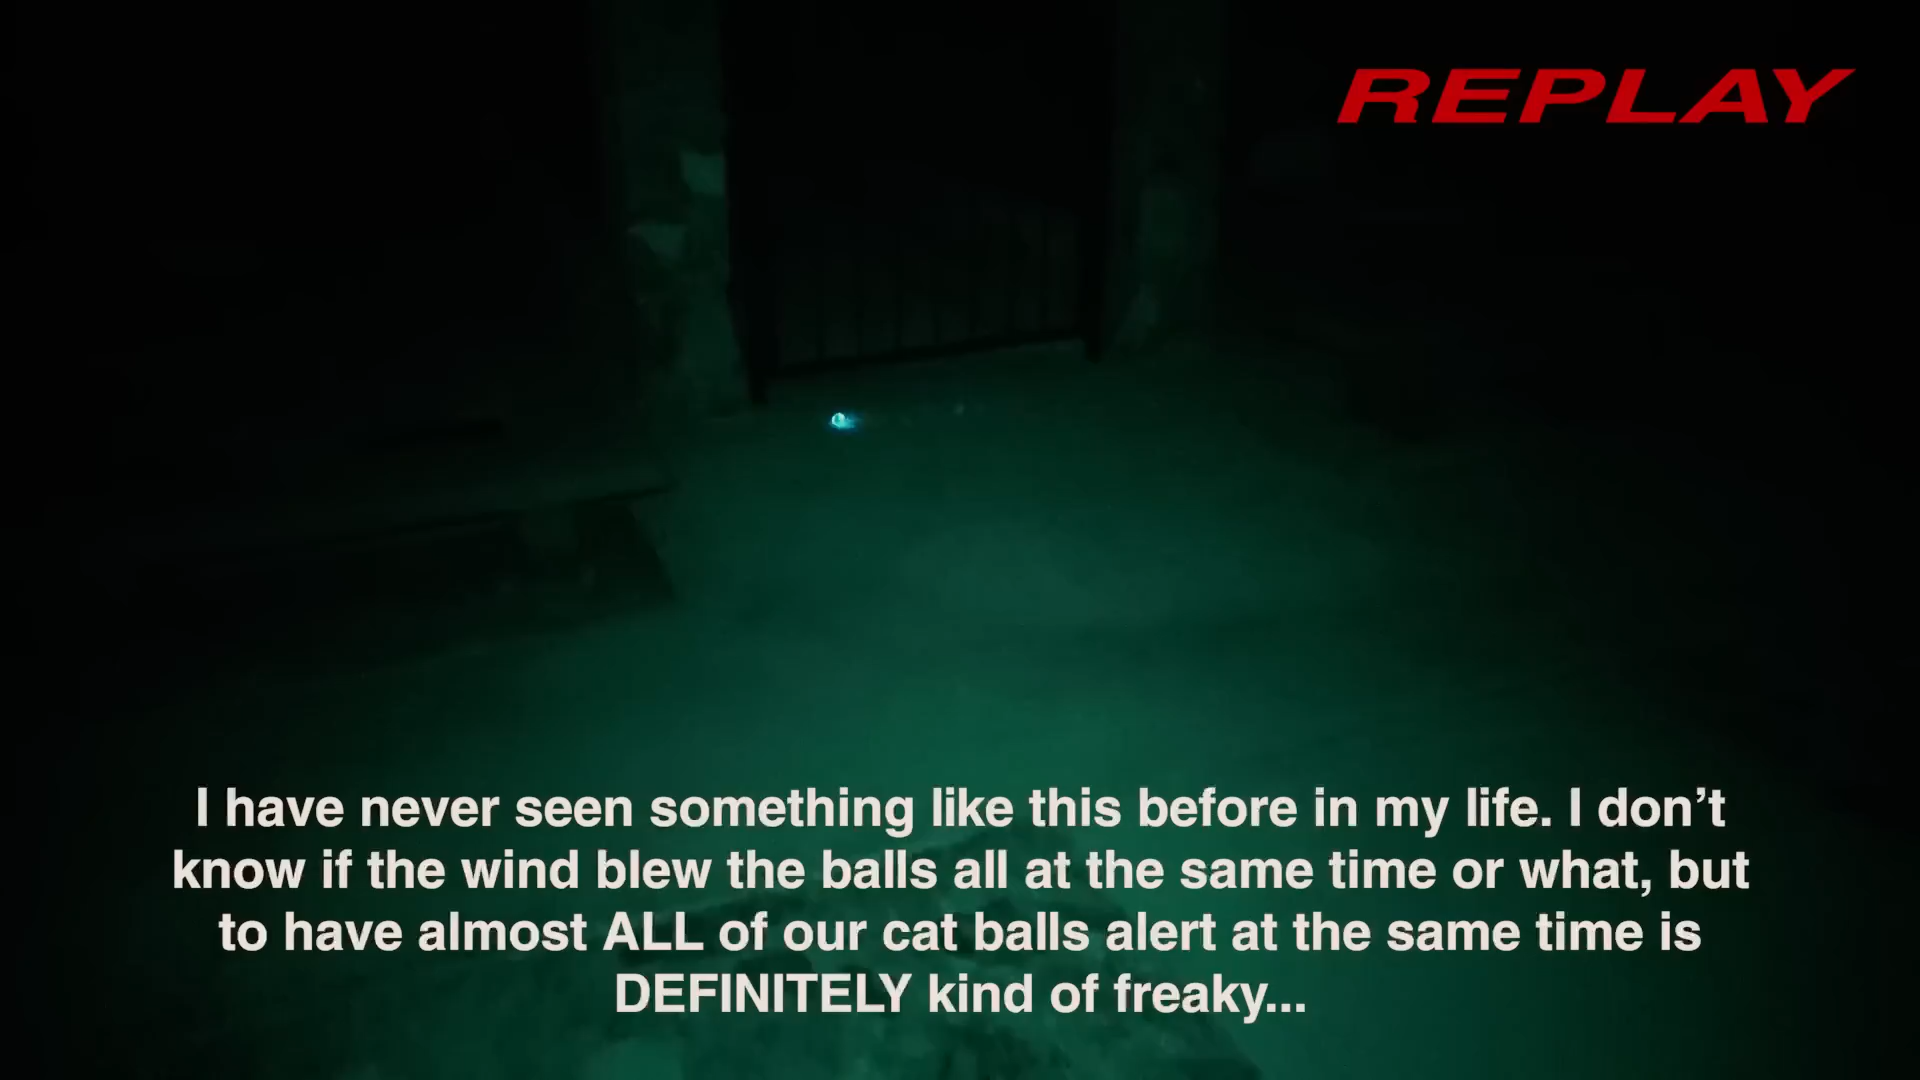 REPLAY
I have never seen something like this before in my life. I don’t
know if the wind blew the balls all at the same time or what, but
to have almost ALL of our cat balls alert at the same time is
DEFINITELY kind of freaky...